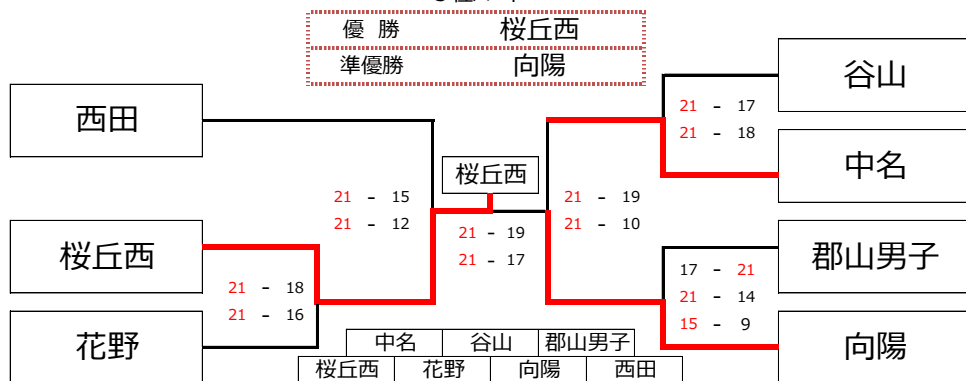 優 勝 桜丘西
準優勝 向陽
谷山
西田
21 - 17
21 - 18
中名
桜丘西
21 - 15
21 - 12
21 - 19
21 - 10
21 - 19
21 - 17
桜丘西
郡山男子
21 - 18
21 - 16
17 - 21
21 - 14
15 - 9
花野
向陽
中名 谷山 郡山男子
桜丘西 花野 向陽 西田